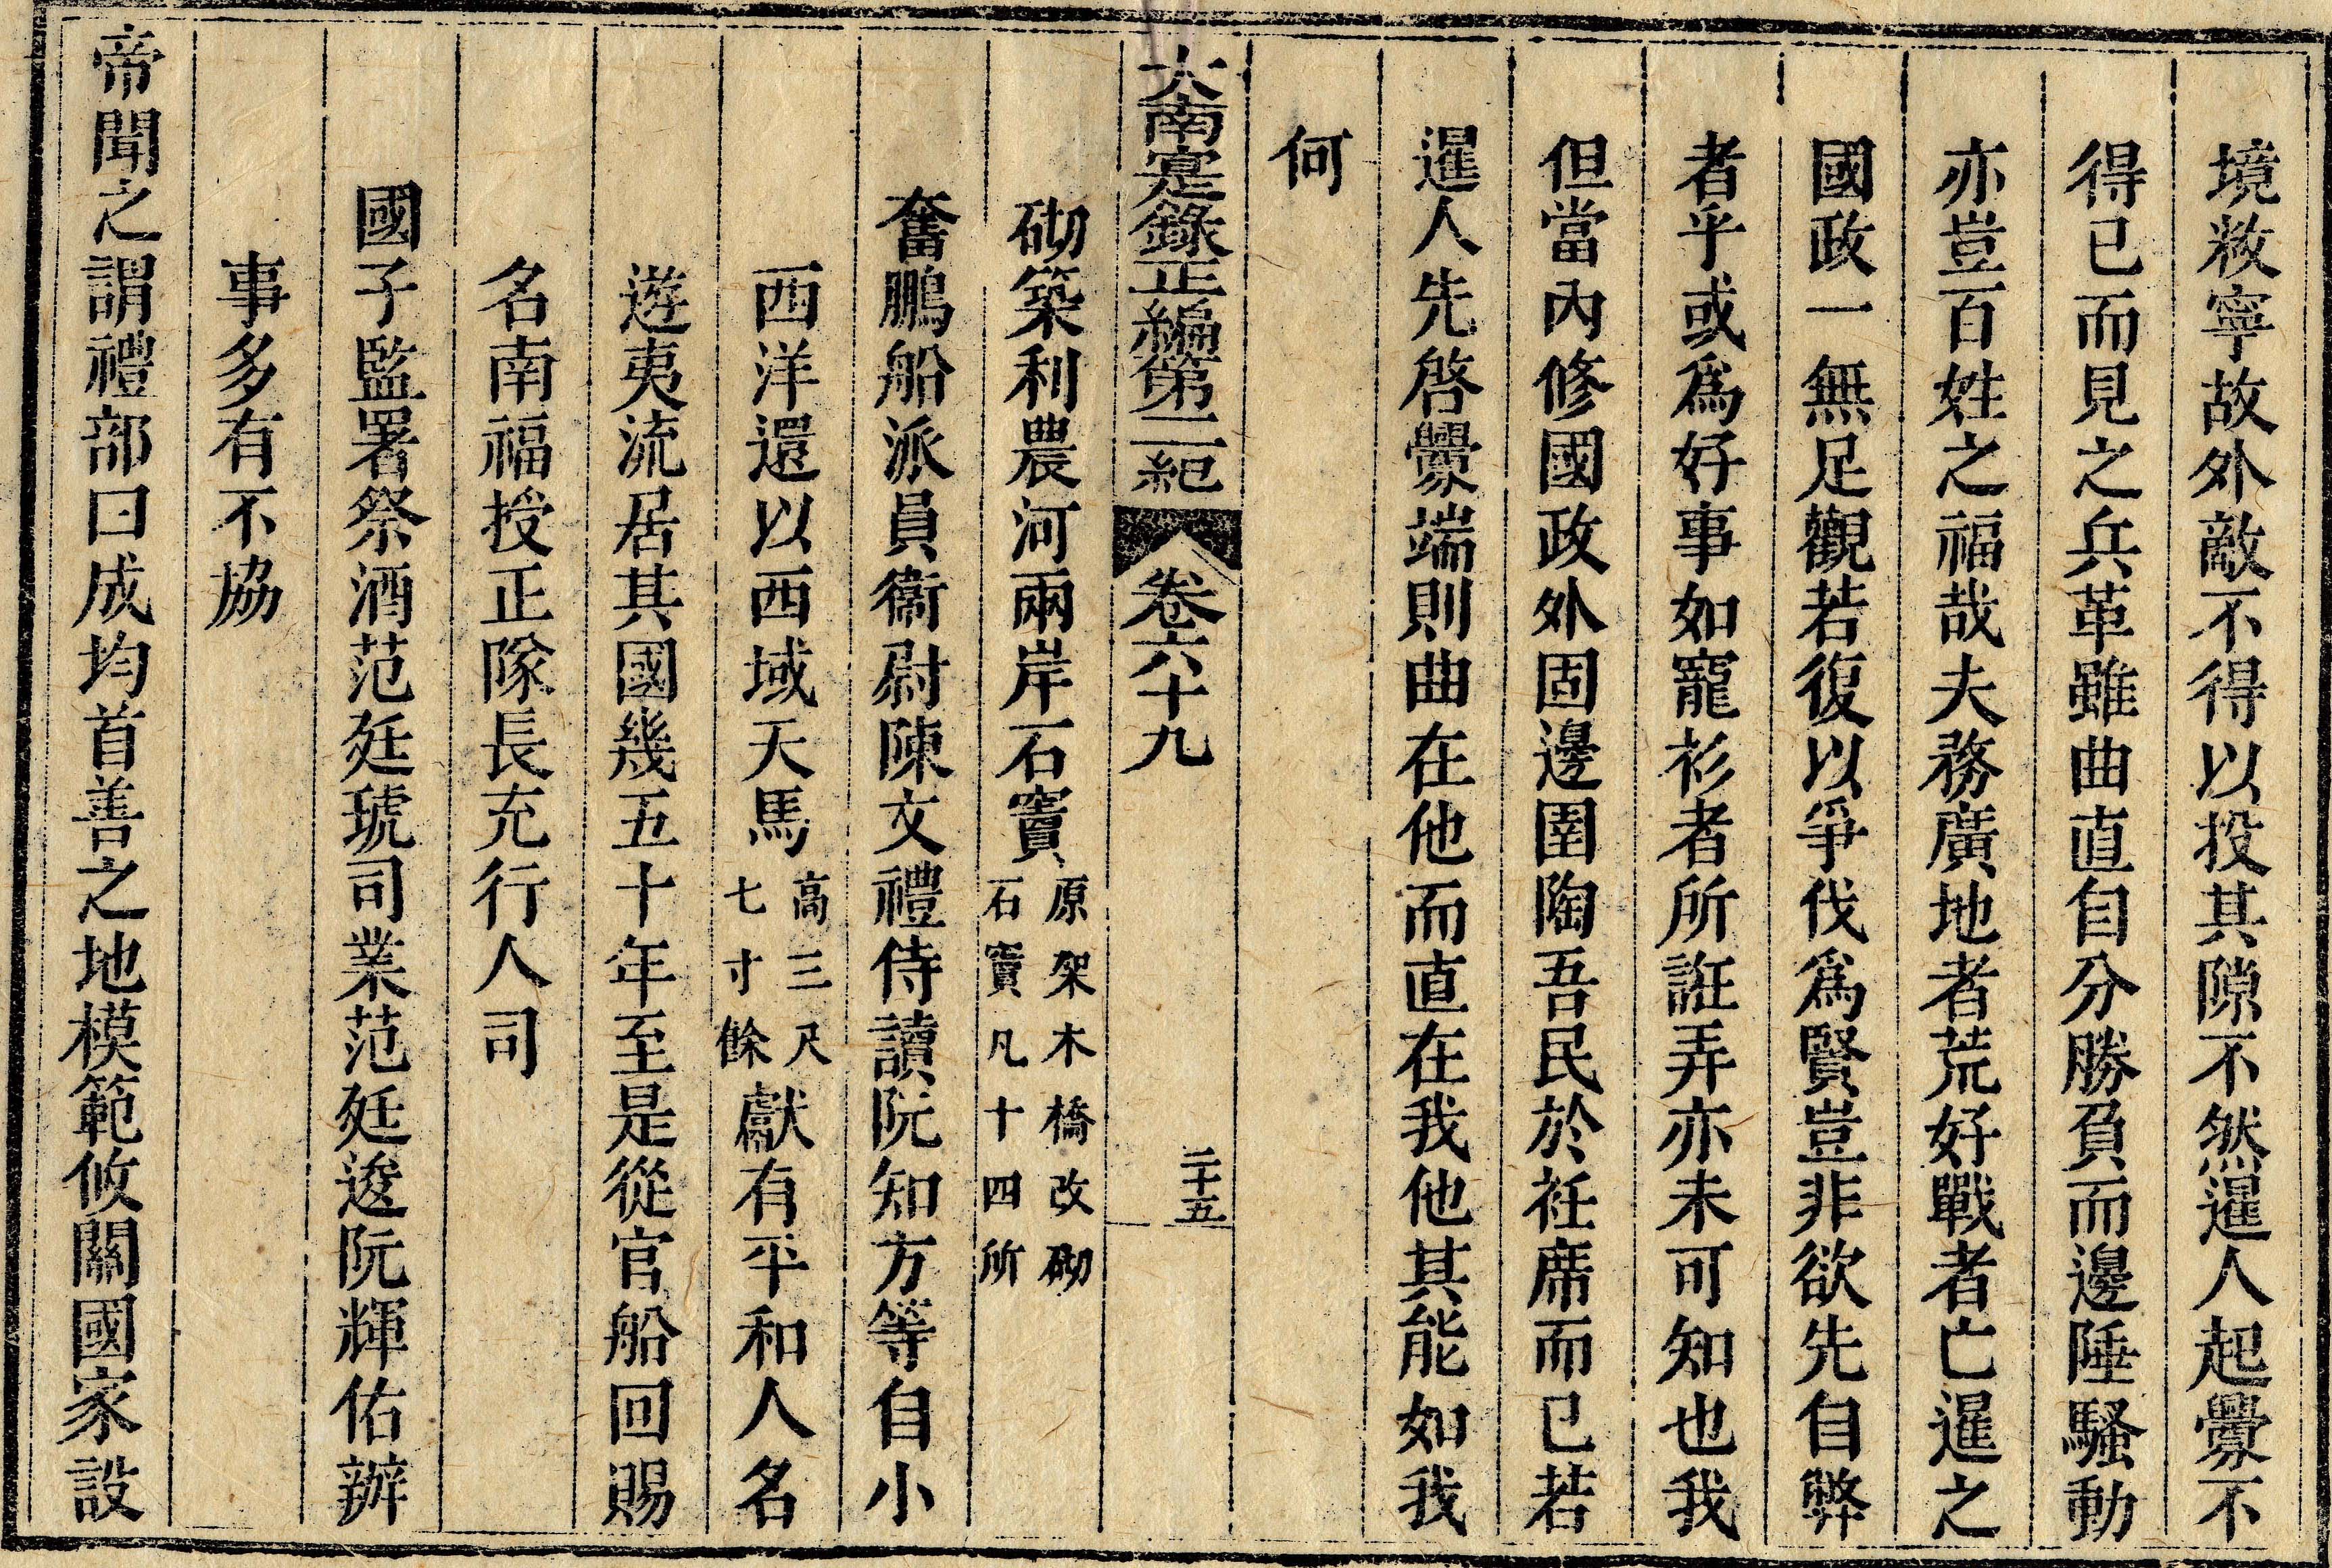 境敉寧故外敵不得以投其隙不然暹人起釁不
得已而見之兵革雖曲直自分勝負而邊陲騷動
亦豈百姓之福哉夫務廣地者荒好戰者亡暹之
國政一無足觀若復以爭伐為賢豈非欲先自弊
者乎或為好事如寵衫者所誑弄亦未可知也我
但當內修國政外固邊圉陶吾民於衽席而已若
暹人先啓釁端則曲在他而直在我他其能如我
何
大南寔錄正編第二紀 卷六十九 二十五
砌築利農河兩岸石竇原架木橋改砌石竇凡十四所
奮鵬船派員衞尉陳文禮侍讀阮知方等自小
西洋還以西域天馬高三尺七寸餘獻有平和人名
遊夷流居其國幾五十年至是從官船回賜
名南福授正隊長充行人司
國子監署祭酒范廷琥司業范廷逡阮輝佑辦
事多有不協
帝聞之謂禮部曰成均首善之地模範攸關國家設